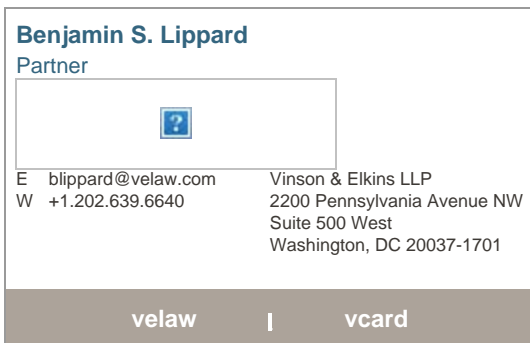 Benjamin S. Lippard
Partner
E blippard@velaw.com
W +1.202.639.6640
Vinson & Elkins LLP
2200 Pennsylvania Avenue NW
Suite 500 West
Washington, DC 20037-1701
velaw | vcard